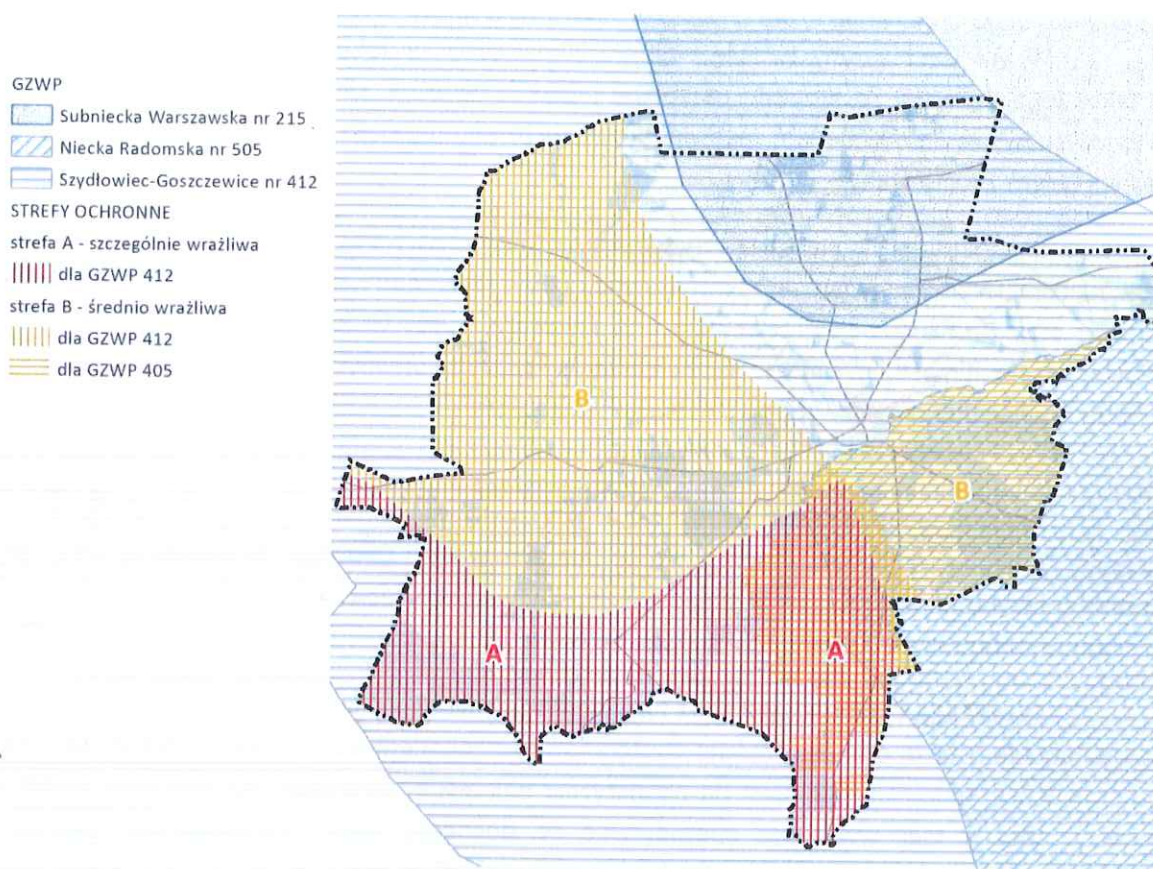 GZWP
Subniecka Warszawska nr 215
Niecka Radomska nr 505
Szydłowiec-Goszczewice nr 412
STREFY OCHRONNE
strefa A - szczególnie wrażliwa
dla GZWP 412
strefa B - średnio wrażliwa
dla GZWP 412
dla GZWP 405
B
B
A
A